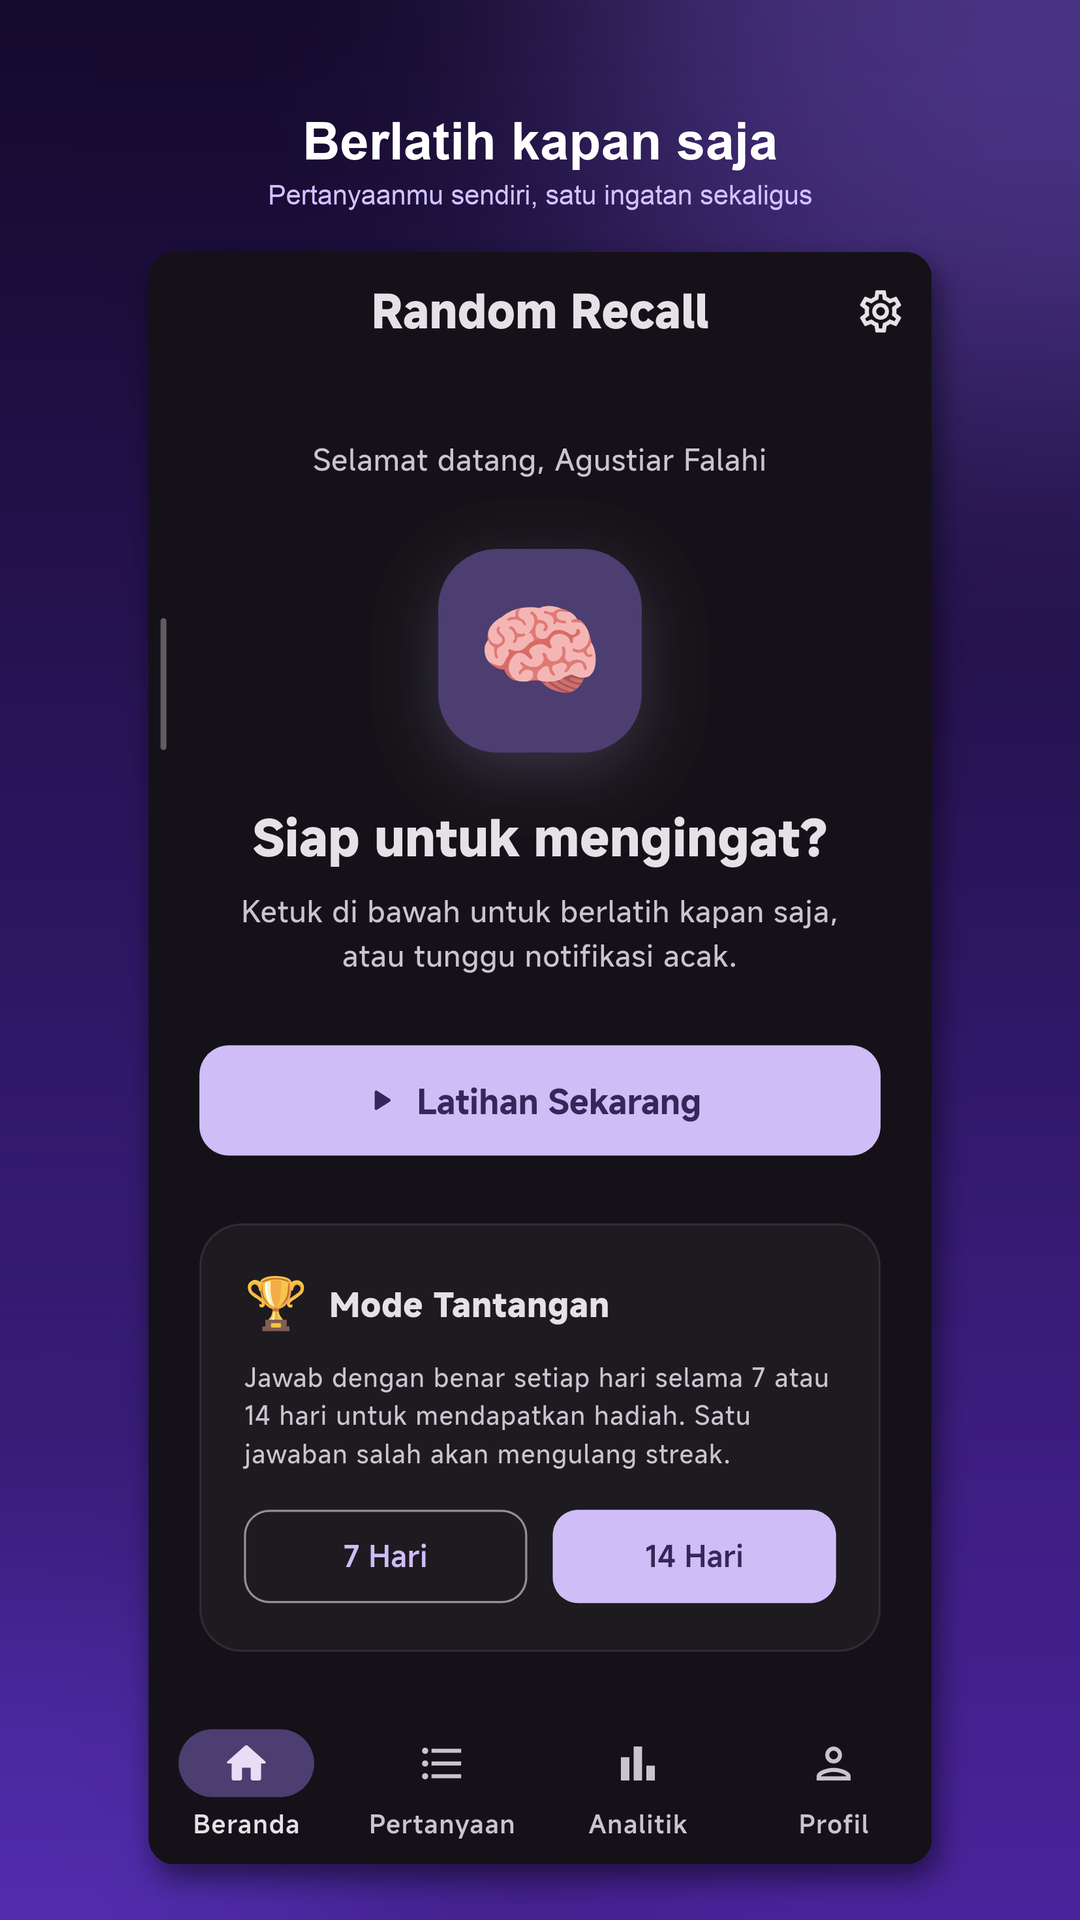 Berlatih kapan saja
Pertanyaanmu sendiri, satu ingatan sekaligus
Random Recall
Selamat datang, Agustiar Falahi
Siap untuk mengingat?
Ketuk di bawah untuk berlatih kapan saja,
atau tunggu notifikasi acak.
Latihan Sekarang
Mode Tantangan
Jawab dengan benar setiap hari selama 7 atau
14 hari untuk mendapatkan hadiah. Satu
jawaban salah akan mengulang streak.
7 Hari
14 Hari
Beranda
Pertanyaan
Analitik
Profil